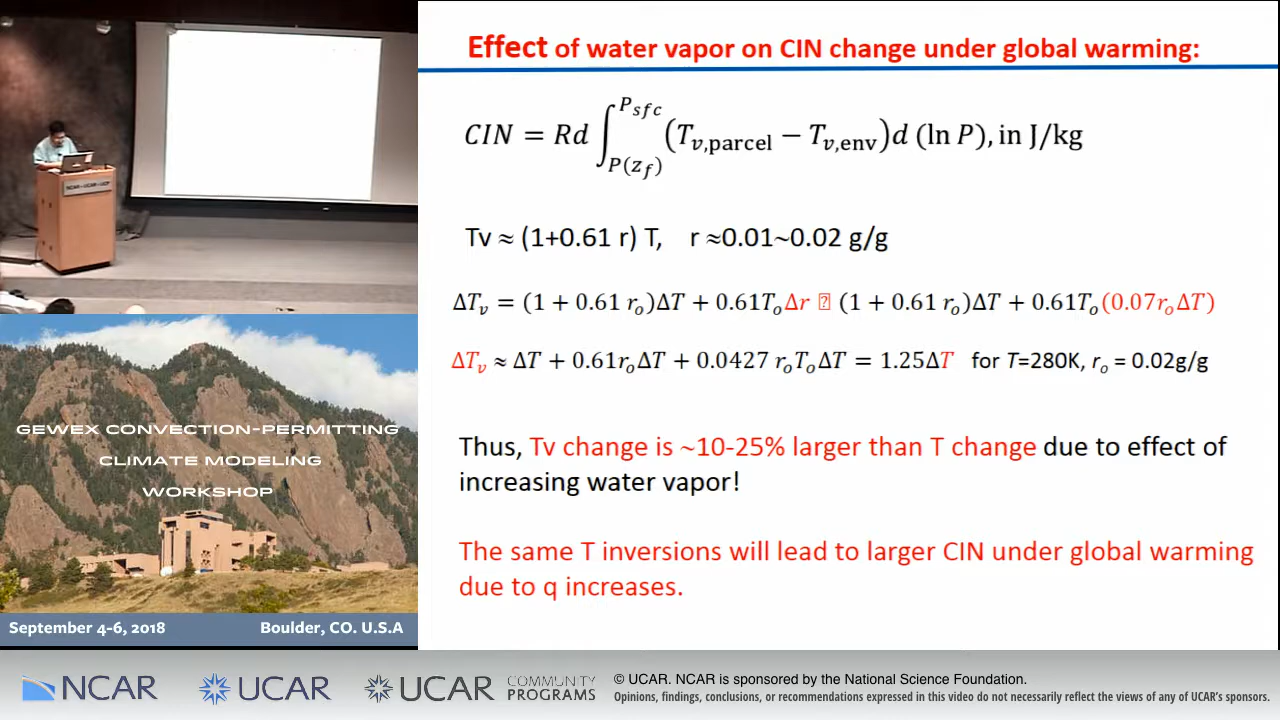 Effect of water vapor on CIN change under global warming:
CIN = Rd ∫_{P(z_f)}^{P_{sfc}} (T_{v,parcel} − T_{v,env}) d (ln P), in J/kg
Tv ≈ (1+0.61 r) T, r ≈0.01~0.02 g/g
ΔT_v = (1 + 0.61 r_o)ΔT + 0.61T_oΔr ⍰ (1 + 0.61 r_o)ΔT + 0.61T_o(0.07r_oΔT)
ΔT_v ≈ ΔT + 0.61r_oΔT + 0.0427 r_oT_oΔT = 1.25ΔT for T=280K, r_o = 0.02g/g
Thus, Tv change is ~10-25% larger than T change due to effect of
increasing water vapor!
The same T inversions will lead to larger CIN under global warming
due to q increases.
NCAR-UCAR-UCP
GEWEX CONVECTION-PERMITTING
CLIMATE MODELING
WORKSHOP
September 4-6, 2018 Boulder, CO. U.S.A
NCAR UCAR UCAR COMMUNITY PROGRAMS
© UCAR. NCAR is sponsored by the National Science Foundation.
Opinions, findings, conclusions, or recommendations expressed in this video do not necessarily reflect the views of any of UCAR's sponsors.